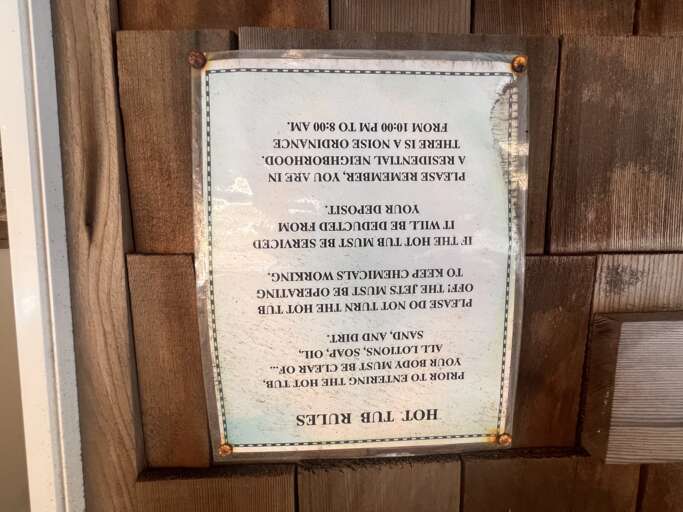 HOT TUB RULES
PRIOR TO ENTERING THE HOT TUB,
YOUR BODY MUST BE CLEAR OF...
ALL LOTIONS, SOAP, OIL,
SAND, AND DIRT.
PLEASE DO NOT TURN THE HOT TUB
OFF! THE JETS MUST BE OPERATING
TO KEEP CHEMICALS WORKING.
IF THE HOT TUB MUST BE SERVICED
IT WILL BE DEDUCTED FROM
YOUR DEPOSIT.
PLEASE REMEMBER, YOU ARE IN
A RESIDENTIAL NEIGHBORHOOD.
THERE IS A NOISE ORDINANCE
FROM 10:00 PM TO 8:00 AM.